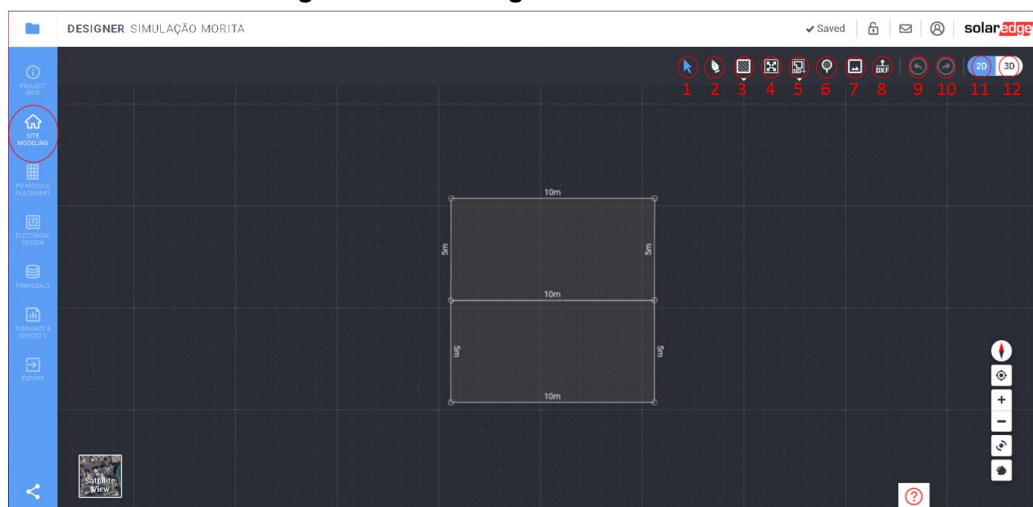 DESIGNER SIMULAÇÃO MORITA
Saved
solaredge
PROJECT
INFO
SITE
MODELING
PV MODULE
PLACEMENT
ELECTRICAL
DESIGN
FINANCIALS
SUMMARY &
REPORTS
EXPORT
DXF
2D
3D
1 2 3 4 5 6 7 8 9 10 11 12
10m
5m
5m
10m
5m
5m
10m
Satellite
View
+
−
?